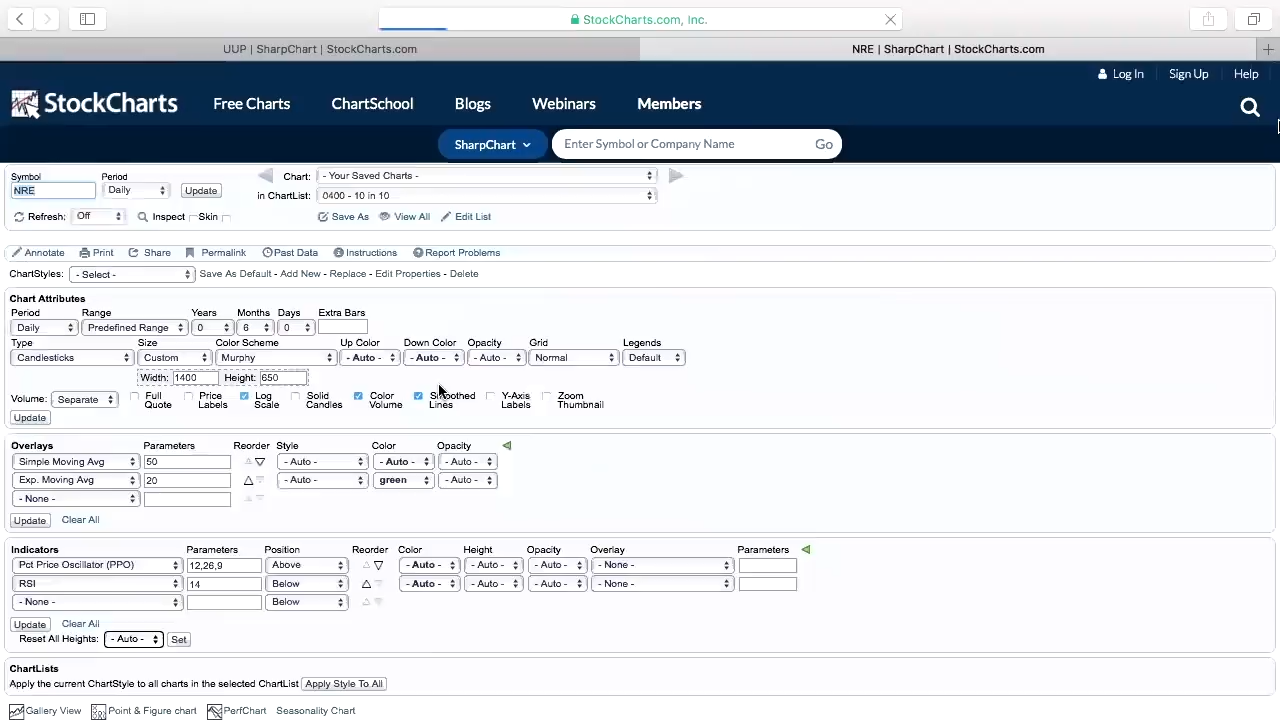 StockCharts.com, Inc.
UUP | SharpChart | StockCharts.com
NRE | SharpChart | StockCharts.com
Log In Sign Up Help
StockCharts Free Charts ChartSchool Blogs Webinars Members
SharpChart Enter Symbol or Company Name Go
Symbol Period Chart: - Your Saved Charts -
NRE Daily Update in ChartList: 0400 - 10 in 10
Refresh: Off Inspect Skin Save As View All Edit List
Annotate Print Share Permalink Past Data Instructions Report Problems
ChartStyles: - Select - Save As Default - Add New - Replace - Edit Properties - Delete
Chart Attributes
Period Range Years Months Days Extra Bars
Daily Predefined Range 0 6 0
Type Size Color Scheme Up Color Down Color Opacity Grid Legends
Candlesticks Custom Murphy - Auto - - Auto - - Auto - Normal Default
Width: 1400 Height: 650
Volume: Separate Full Quote Price Labels Log Scale Solid Candles Color Volume Smoothed Lines Y-Axis Labels Zoom Thumbnail
Update
Overlays Parameters Reorder Style Color Opacity
Simple Moving Avg 50 - Auto - - Auto - - Auto -
Exp. Moving Avg 20 - Auto - green - Auto -
- None -
Update Clear All
Indicators Parameters Position Reorder Color Height Opacity Overlay Parameters
Pct Price Oscillator (PPO) 12,26,9 Above - Auto - - Auto - - Auto - - None -
RSI 14 Below - Auto - - Auto - - Auto - - None -
- None - Below
Update Clear All
Reset All Heights: - Auto - Set
ChartLists
Apply the current ChartStyle to all charts in the selected ChartList Apply Style To All
Gallery View Point & Figure chart PerfChart Seasonality Chart